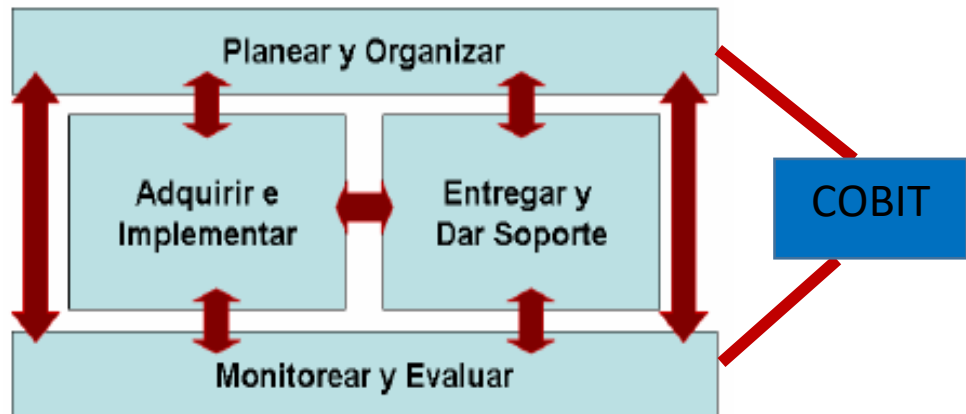 Planear y Organizar
Adquirir e
Implementar
Entregar y
Dar Soporte
COBIT
Monitorear y Evaluar